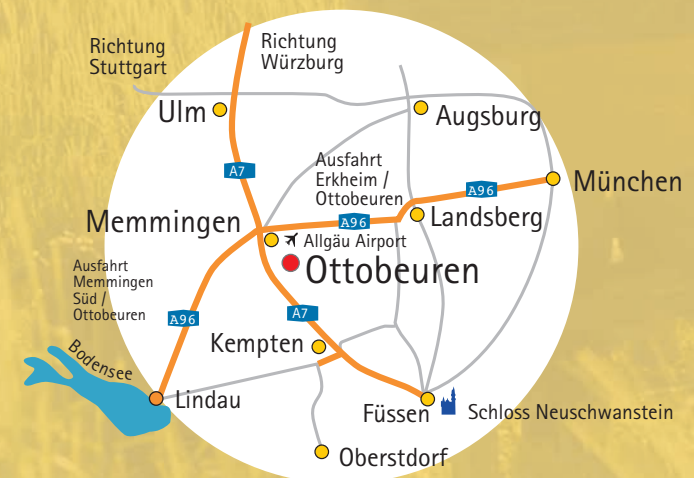 Richtung
Stuttgart
Richtung
Würzburg
Ulm
Augsburg
A7
Ausfahrt
Erkheim /
Ottobeuren
A96
München
Memmingen
A96
Landsberg
Allgäu Airport
Ottobeuren
Ausfahrt
Memmingen
Süd /
Ottobeuren
A96
A7
Kempten
Bodensee
Lindau
Füssen
Schloss Neuschwanstein
Oberstdorf